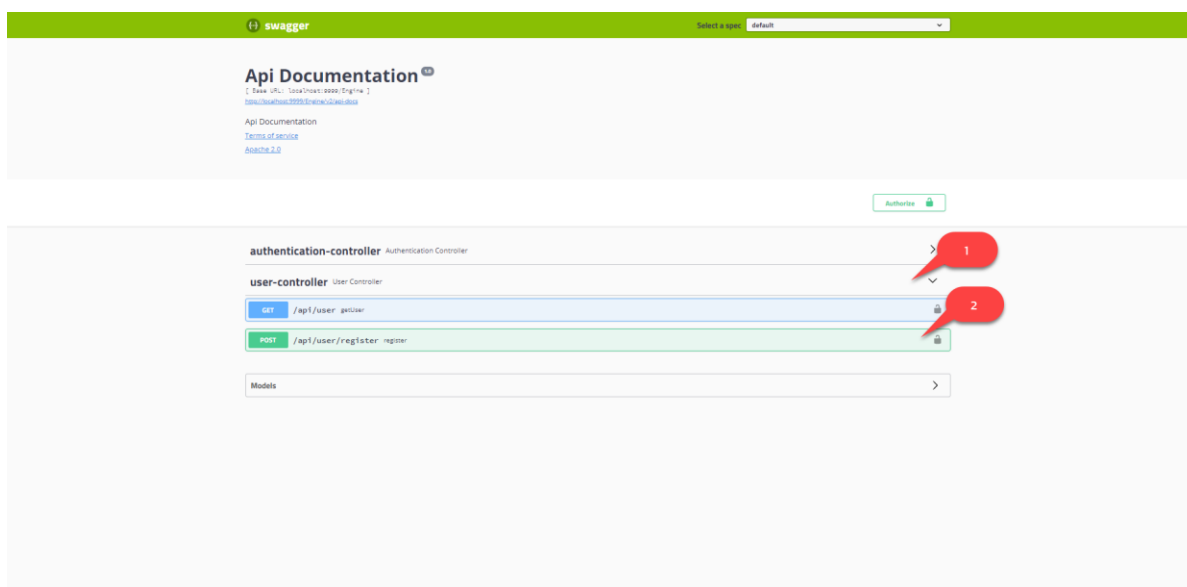 {··} swagger
Select a spec default
Api Documentation 1.0
[ Base URL: localhost:9999/Engine ]
http://localhost:9999/Engine/v2/api-docs
Api Documentation
Terms of service
Apache 2.0
Authorize
authentication-controller Authentication Controller
1
user-controller User Controller
GET /api/user getUser
2
POST /api/user/register register
Models